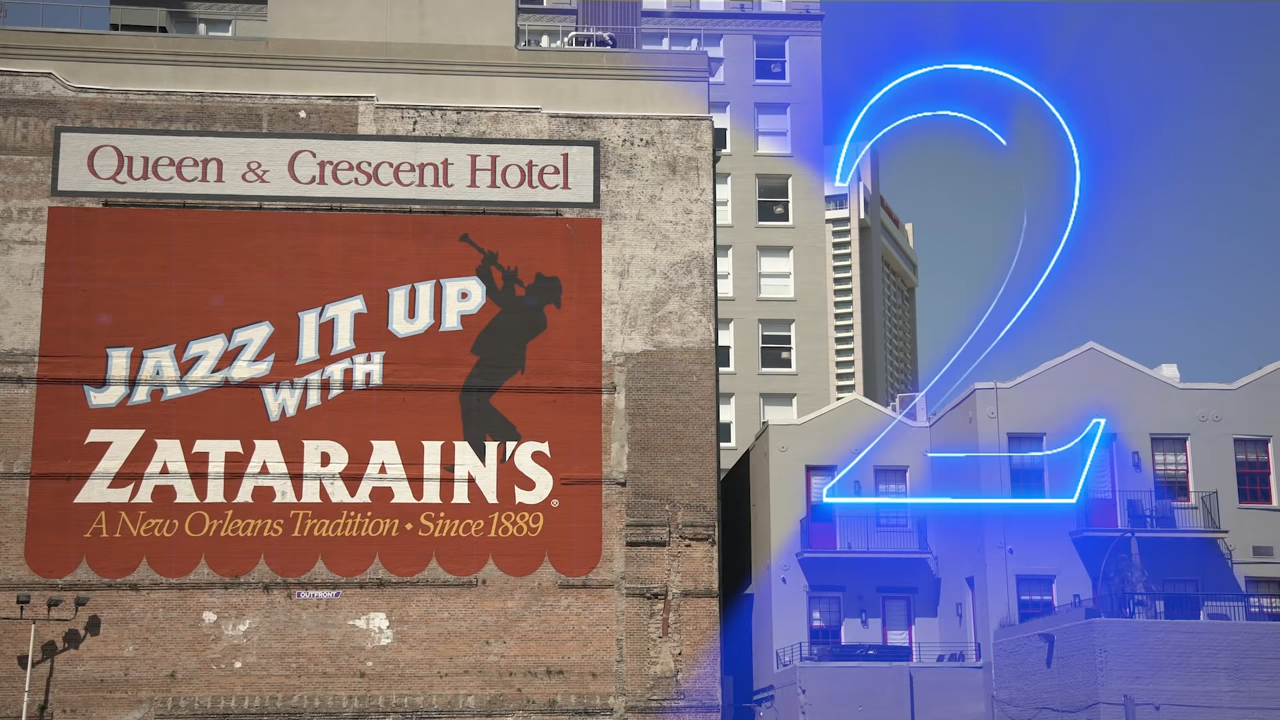 Queen & Crescent Hotel
JAZZ IT UP
WITH
ZATARAIN'S®
A New Orleans Tradition • Since 1889
OUTFRONT
2